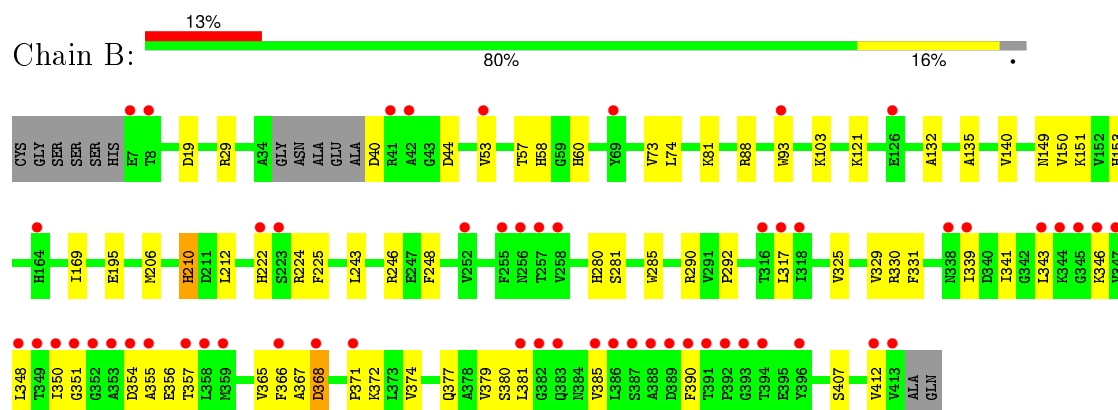 13%
Chain B:
80% 16% •
CYS GLY SER SER SER HIS E7 T8 D19 R29 A34 GLY ASN ALA GLU ALA D40 R41 A42 G43 D44 V53 T57 H58 G59 H60 Y69 V73 L74 K81 R88 W93 K103 K121 E126 A132 A135 V140 N149 V150 K151 V152 H153
H164 I169 E195 M206 H210 D211 L212 H222 S223 R224 F225 L243 R246 E247 F248 V252 F255 N256 T257 V258 H280 S281 W285 R290 V291 P292 T316 L317 I318 V325 V329 R330 F331 N338 I339 D340 I341 G342 L343 K344 G345 K346
L348 T349 I350 G351 G352 A353 D354 A355 E356 T357 L358 M359 V365 F366 A367 D368 P371 K372 L373 V374 Q377 A378 V379 S380 L381 G382 Q383 N384 V385 L386 S387 A388 D389 F390 T391 P392 G393 T394 E395 Y396 S407 V412 V413 ALA GLN